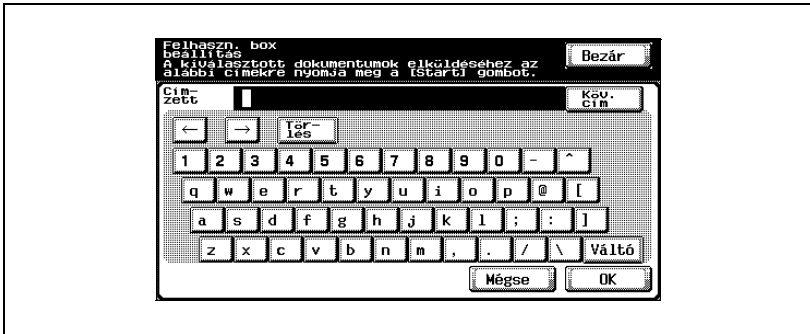 Felhaszn. box
beállítás
A kiválasztott dokumentumok elküldéséhez az
alábbi címekre nyomja meg a [Start] gombot.
Bezár
Cím-
zett
Köv.
cím
← → Tör-
lés
1 2 3 4 5 6 7 8 9 0 - ^
q w e r t y u i o p @ [
a s d f g h j k l ; : ]
z x c v b n m , . / \ Váltó
Mégse OK